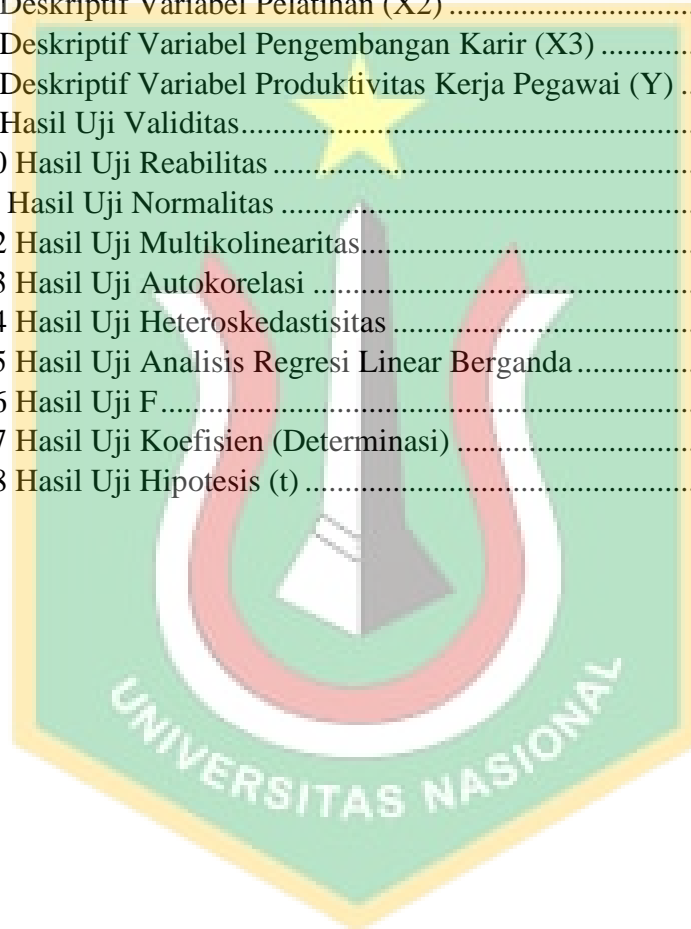 Deskriptif Variabel Pelatihan (X2) ................................
Deskriptif Variabel Pengembangan Karir (X3) ..............
Deskriptif Variabel Produktivitas Kerja Pegawai (Y) ..
Hasil Uji Validitas..........................................................
0 Hasil Uji Reabilitas ......................................................
Hasil Uji Normalitas .....................................................
2 Hasil Uji Multikolinearitas...........................................
3 Hasil Uji Autokorelasi .................................................
4 Hasil Uji Heteroskedastisitas .......................................
5 Hasil Uji Analisis Regresi Linear Berganda .................
6 Hasil Uji F.....................................................................
7 Hasil Uji Koefisien (Determinasi) ...............................
8 Hasil Uji Hipotesis (t) ..................................................
UNIVERSITAS NASIONAL